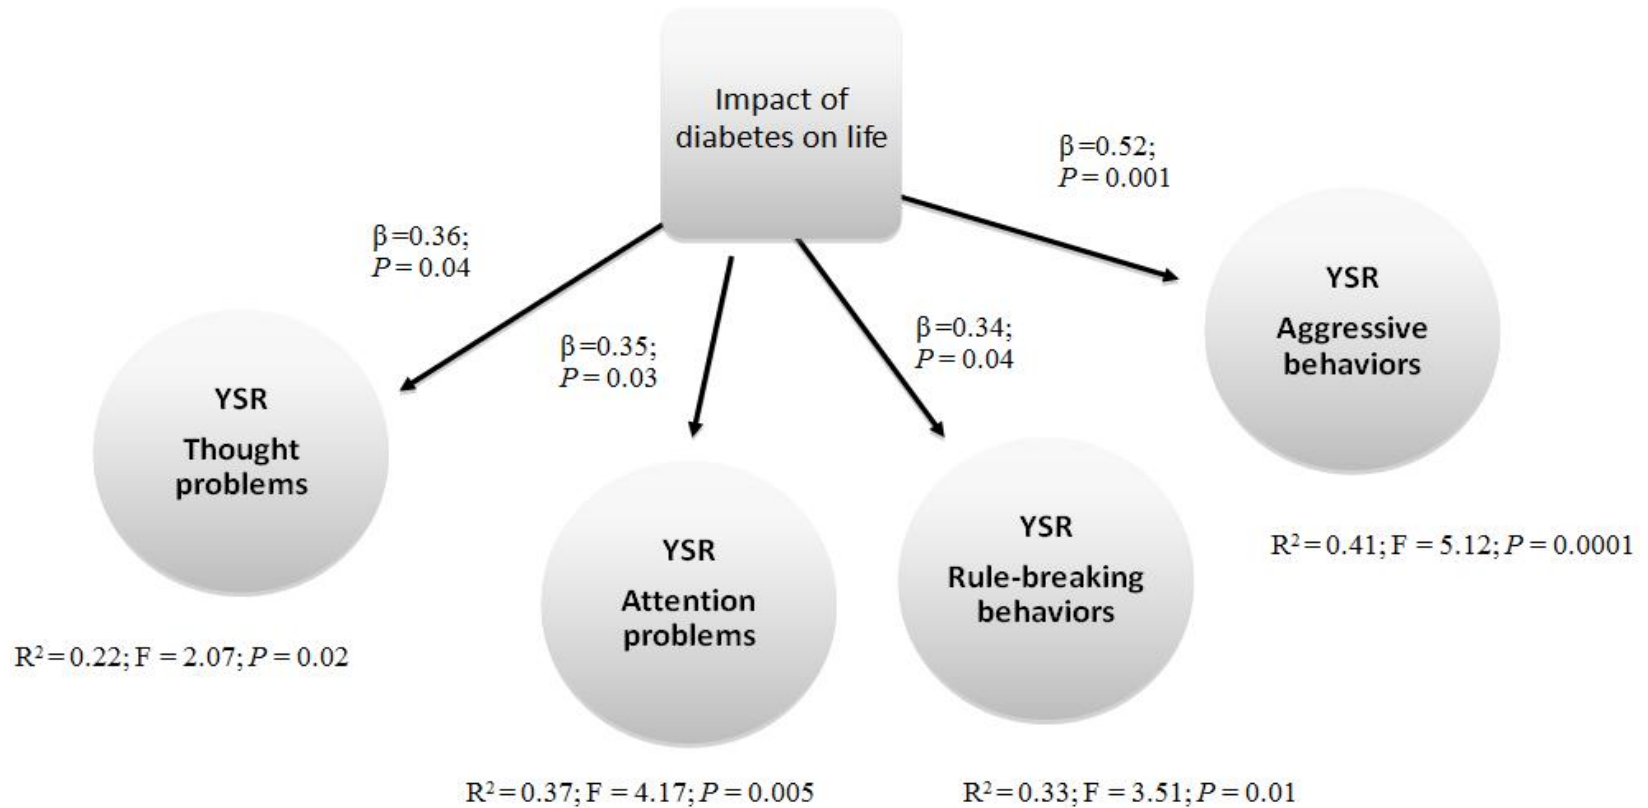 Impact of
diabetes on life
β=0.52;
P = 0.001
β=0.36;
P = 0.04
β=0.35;
P = 0.03
β=0.34;
P = 0.04
YSR
Aggressive
behaviors
R²=0.41; F = 5.12; P = 0.0001
YSR
Thought
problems
R²=0.22; F = 2.07; P = 0.02
YSR
Attention
problems
R²=0.37; F = 4.17; P = 0.005
YSR
Rule-breaking
behaviors
R²=0.33; F = 3.51; P = 0.01